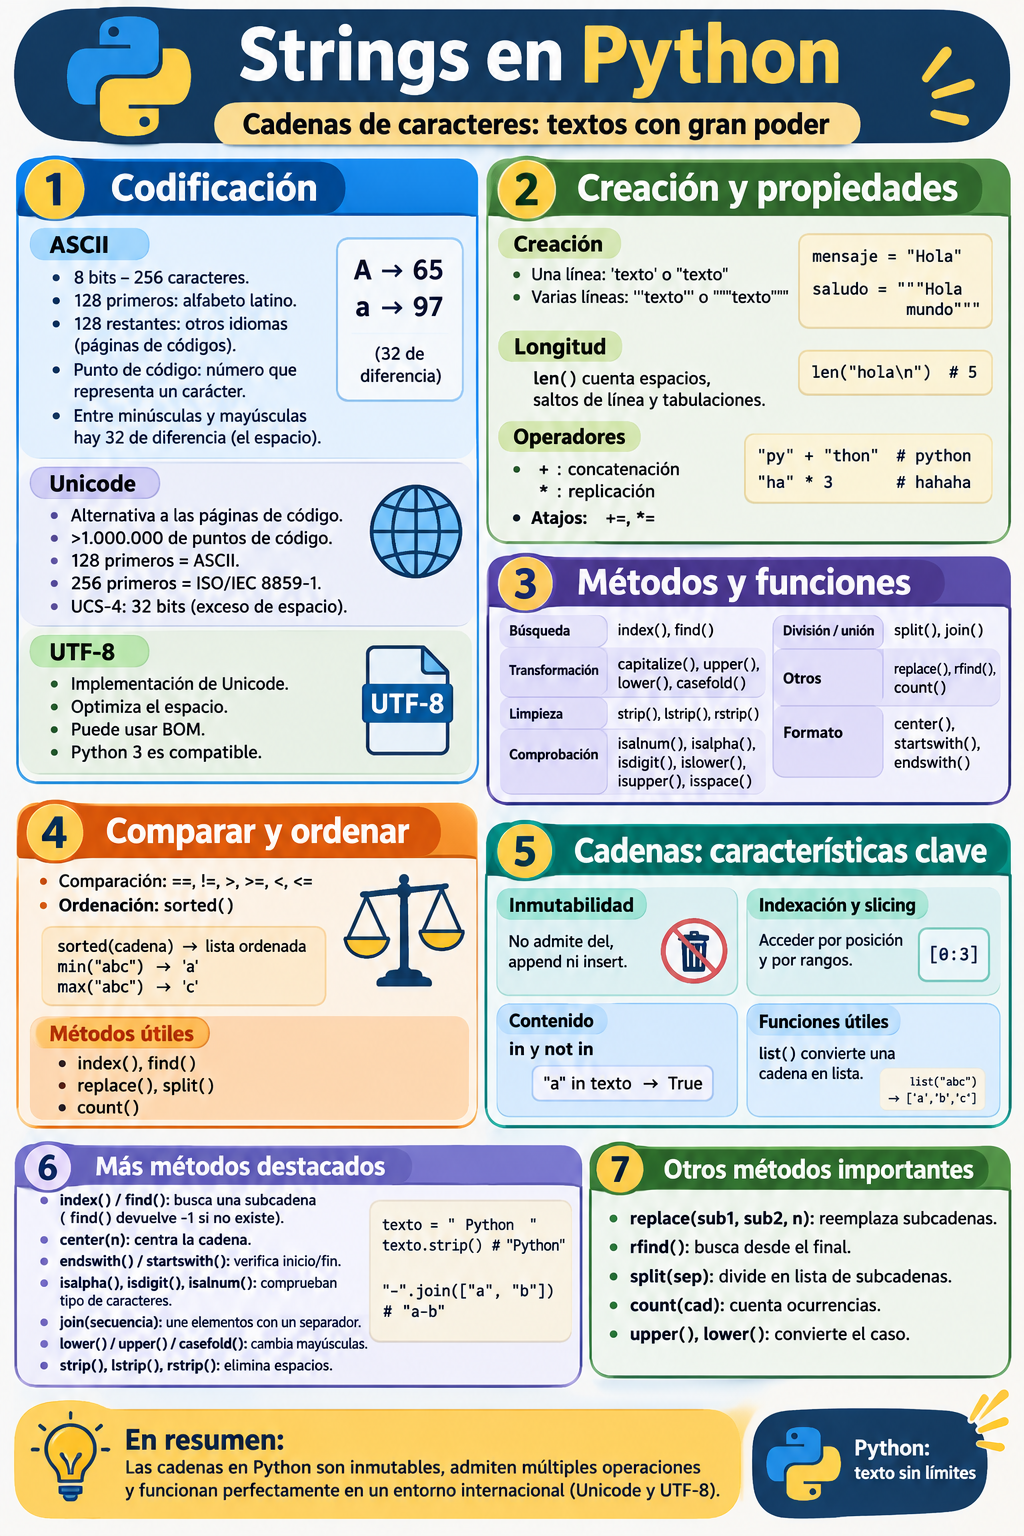 Strings en Python
Cadenas de caracteres: textos con gran poder
1 Codificación
ASCII
• 8 bits – 256 caracteres.
• 128 primeros: alfabeto latino.
• 128 restantes: otros idiomas
(páginas de códigos).
• Punto de código: número que
representa un carácter.
• Entre minúsculas y mayúsculas
hay 32 de diferencia (el espacio).
A → 65
a → 97
(32 de
diferencia)
Unicode
• Alternativa a las páginas de código.
• >1.000.000 de puntos de código.
• 128 primeros = ASCII.
• 256 primeros = ISO/IEC 8859-1.
• UCS-4: 32 bits (exceso de espacio).
UTF-8
• Implementación de Unicode.
• Optimiza el espacio.
• Puede usar BOM.
• Python 3 es compatible.
UTF-8
2 Creación y propiedades
Creación
• Una línea: 'texto' o "texto"
• Varias líneas: '''texto''' o """texto"""
mensaje = "Hola"
saludo = """Hola
mundo"""
Longitud
len() cuenta espacios,
saltos de línea y tabulaciones.
len("hola\n") # 5
Operadores
• + : concatenación
* : replicación
• Atajos: +=, *=
"py" + "thon" # python
"ha" * 3 # hahaha
3 Métodos y funciones
Búsqueda index(), find()
Transformación capitalize(), upper(),
lower(), casefold()
Limpieza strip(), lstrip(), rstrip()
Comprobación isalnum(), isalpha(),
isdigit(), islower(),
isupper(), isspace()
División / unión split(), join()
Otros replace(), rfind(),
count()
Formato center(),
startswith(),
endswith()
4 Comparar y ordenar
• Comparación: ==, !=, >, >=, <, <=
• Ordenación: sorted()
sorted(cadena) → lista ordenada
min("abc") → 'a'
max("abc") → 'c'
Métodos útiles
• index(), find()
• replace(), split()
• count()
5 Cadenas: características clave
Inmutabilidad
No admite del,
append ni insert.
Indexación y slicing
Acceder por posición
y por rangos.
[0:3]
Contenido
in y not in
"a" in texto → True
Funciones útiles
list() convierte una
cadena en lista.
list("abc")
→ ['a','b','c']
6 Más métodos destacados
• index() / find(): busca una subcadena
( find() devuelve -1 si no existe).
• center(n): centra la cadena.
• endswith() / startswith(): verifica inicio/fin.
• isalpha(), isdigit(), isalnum(): comprueban
tipo de caracteres.
• join(secuencia): une elementos con un separador.
• lower() / upper() / casefold(): cambia mayúsculas.
• strip(), lstrip(), rstrip(): elimina espacios.
texto = " Python "
texto.strip() # "Python"
"-".join(["a", "b"])
# "a-b"
7 Otros métodos importantes
• replace(sub1, sub2, n): reemplaza subcadenas.
• rfind(): busca desde el final.
• split(sep): divide en lista de subcadenas.
• count(cad): cuenta ocurrencias.
• upper(), lower(): convierte el caso.
En resumen:
Las cadenas en Python son inmutables, admiten múltiples operaciones
y funcionan perfectamente en un entorno internacional (Unicode y UTF-8).
Python:
texto sin límites